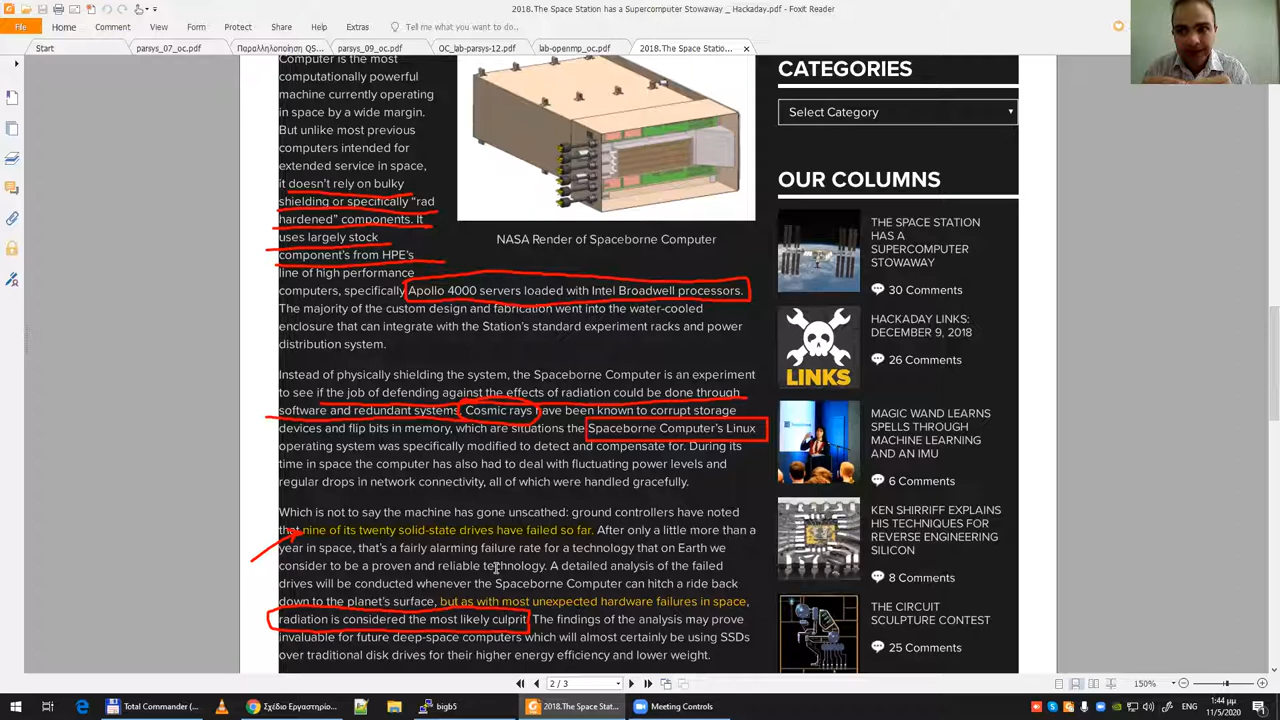 2018.The Space Station has a Supercomputer Stowaway _ Hackaday.pdf - Foxit Reader
File
Home
Comment
View
Form
Protect
Share
Help
Tell me what you want to do...
Start
parsys_07_oc.pdf
Παραλληλοποίηση QS...
parsys_09_oc.pdf
OC_lab-parsys-12.pdf
lab-openmp_oc.pdf
2018.The Space Statio...
Computer is the most
computationally powerful
machine currently operating
in space by a wide margin.
But unlike most previous
computers intended for
extended service in space,
it doesn't rely on bulky
shielding or specifically “rad
hardened” components. It
uses largely stock
component's from HPE's
line of high performance
computers, specifically Apollo 4000 servers loaded with Intel Broadwell processors.
The majority of the custom design and fabrication went into the water-cooled
enclosure that can integrate with the Station's standard experiment racks and power
distribution system.
NASA Render of Spaceborne Computer
Instead of physically shielding the system, the Spaceborne Computer is an experiment
to see if the job of defending against the effects of radiation could be done through
software and redundant systems. Cosmic rays have been known to corrupt storage
devices and flip bits in memory, which are situations the Spaceborne Computer's Linux
operating system was specifically modified to detect and compensate for. During its
time in space the computer has also had to deal with fluctuating power levels and
regular drops in network connectivity, all of which were handled gracefully.
Which is not to say the machine has gone unscathed: ground controllers have noted
that nine of its twenty solid-state drives have failed so far. After only a little more than a
year in space, that's a fairly alarming failure rate for a technology that on Earth we
consider to be a proven and reliable technology. A detailed analysis of the failed
drives will be conducted whenever the Spaceborne Computer can hitch a ride back
down to the planet's surface, but as with most unexpected hardware failures in space,
radiation is considered the most likely culprit. The findings of the analysis may prove
invaluable for future deep-space computers which will almost certainly be using SSDs
over traditional disk drives for their higher energy efficiency and lower weight.
CATEGORIES
Select Category
OUR COLUMNS
THE SPACE STATION
HAS A
SUPERCOMPUTER
STOWAWAY
30 Comments
LINKS
HACKADAY LINKS:
DECEMBER 9, 2018
26 Comments
MAGIC WAND LEARNS
SPELLS THROUGH
MACHINE LEARNING
AND AN IMU
6 Comments
KEN SHIRRIFF EXPLAINS
HIS TECHNIQUES FOR
REVERSE ENGINEERING
SILICON
8 Comments
THE CIRCUIT
SCULPTURE CONTEST
25 Comments
2 / 3
150%
Total Commander (...
Σχέδιο Εργαστηρίο...
bigb5
2018.The Space Stat...
Meeting Controls
1:44 μμ
11/5/2020